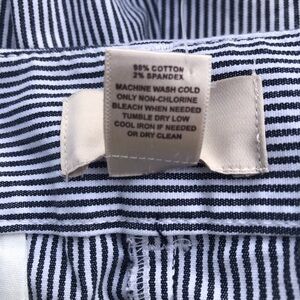 98% COTTON
2% SPANDEX
MACHINE WASH COLD
ONLY NON-CHLORINE
BLEACH WHEN NEEDED
TUMBLE DRY LOW
COOL IRON IF NEEDED
OR DRY CLEAN